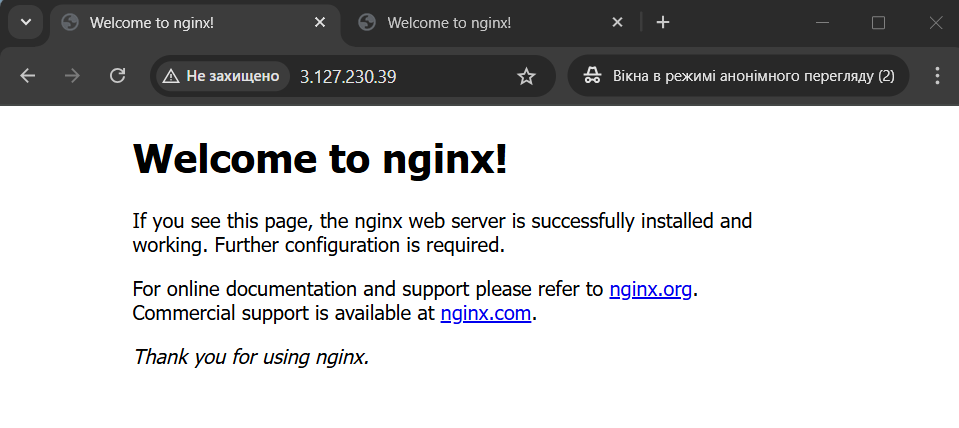 Welcome to nginx!
Welcome to nginx!
Не захищено
3.127.230.39
Вікна в режимі анонімного перегляду (2)
Welcome to nginx!
If you see this page, the nginx web server is successfully installed and
working. Further configuration is required.
For online documentation and support please refer to nginx.org.
Commercial support is available at nginx.com.
Thank you for using nginx.